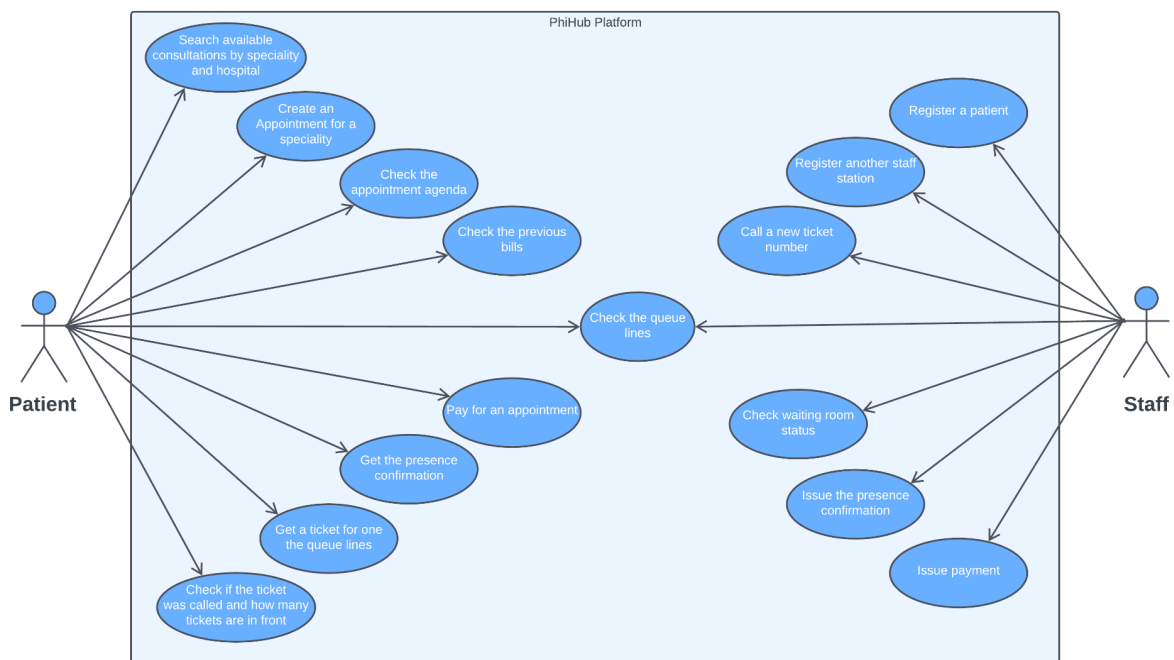 PhiHub Platform
Search available
consultations by speciality
and hospital
Create an
Appointment for a
speciality
Check the
appointment agenda
Check the previous
bills
Register a patient
Register another staff
station
Call a new ticket
number
Check the queue
lines
Patient
Staff
Pay for an appointment
Get the presence
confirmation
Get a ticket for one
the queue lines
Check if the ticket
was called and how many
tickets are in front
Check waiting room
status
Issue the presence
confirmation
Issue payment